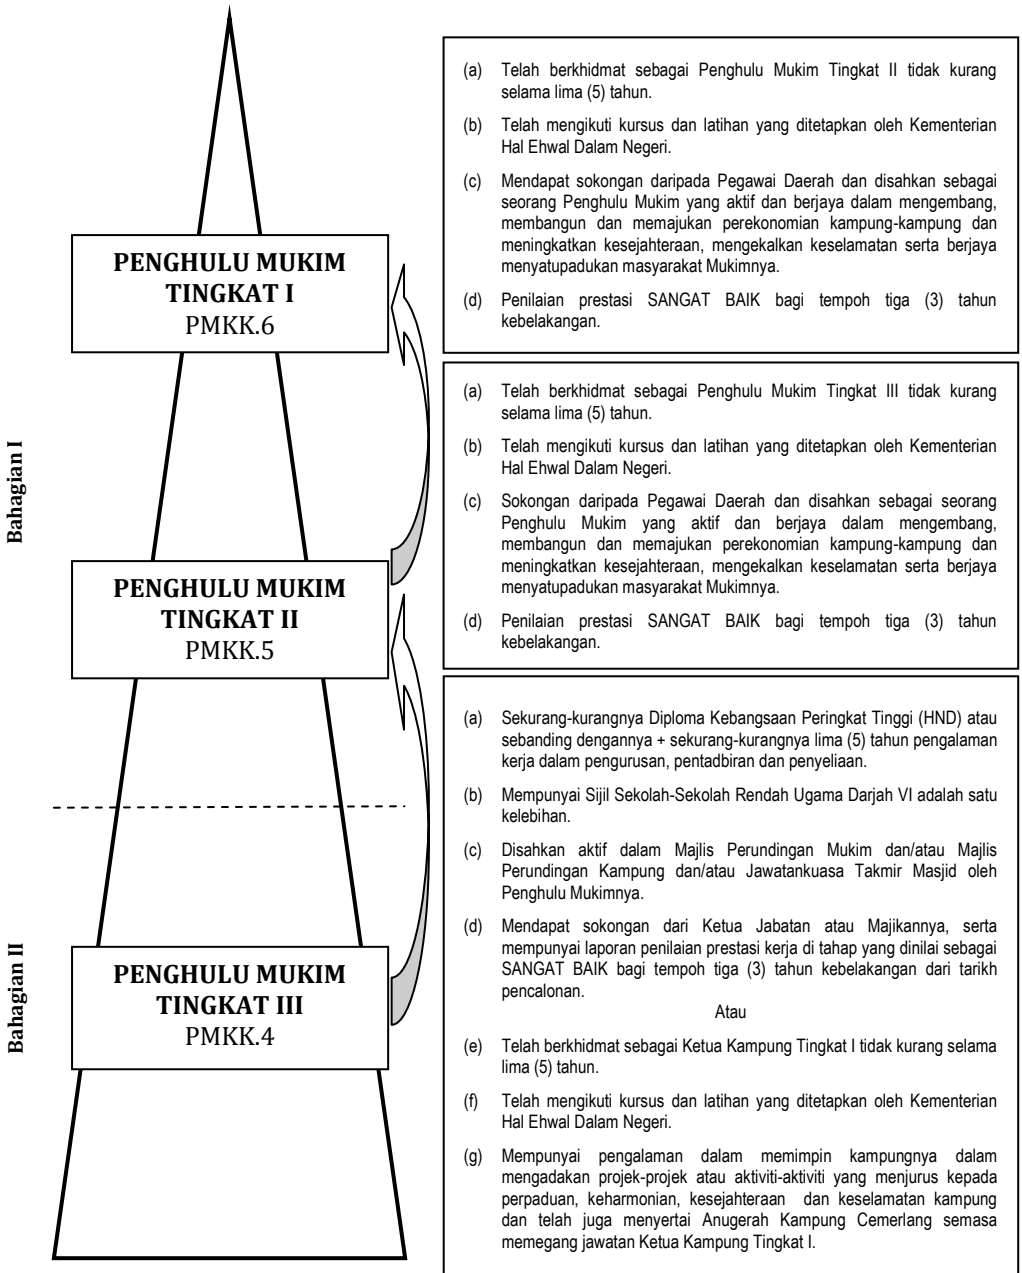 (a) Telah berkhidmat sebagai Penghulu Mukim Tingkat II tidak kurang
selama lima (5) tahun.
(b) Telah mengikuti kursus dan latihan yang ditetapkan oleh Kementerian
Hal Ehwal Dalam Negeri.
(c) Mendapat sokongan daripada Pegawai Daerah dan disahkan sebagai
seorang Penghulu Mukim yang aktif dan berjaya dalam mengembang,
membangun dan memajukan perekonomian kampung-kampung dan
meningkatkan kesejahteraan, mengekalkan keselamatan serta berjaya
menyatupadukan masyarakat Mukimnya.
(d) Penilaian prestasi SANGAT BAIK bagi tempoh tiga (3) tahun
kebelakangan.
PENGHULU MUKIM
TINGKAT I
PMKK.6
Bahagian I
(a) Telah berkhidmat sebagai Penghulu Mukim Tingkat III tidak kurang
selama lima (5) tahun.
(b) Telah mengikuti kursus dan latihan yang ditetapkan oleh Kementerian
Hal Ehwal Dalam Negeri.
(c) Sokongan daripada Pegawai Daerah dan disahkan sebagai seorang
Penghulu Mukim yang aktif dan berjaya dalam mengembang,
membangun dan memajukan perekonomian kampung-kampung dan
meningkatkan kesejahteraan, mengekalkan keselamatan serta berjaya
menyatupadukan masyarakat Mukimnya.
(d) Penilaian prestasi SANGAT BAIK bagi tempoh tiga (3) tahun
kebelakangan.
PENGHULU MUKIM
TINGKAT II
PMKK.5
(a) Sekurang-kurangnya Diploma Kebangsaan Peringkat Tinggi (HND) atau
sebanding dengannya + sekurang-kurangnya lima (5) tahun pengalaman
kerja dalam pengurusan, pentadbiran dan penyeliaan.
(b) Mempunyai Sijil Sekolah-Sekolah Rendah Ugama Darjah VI adalah satu
kelebihan.
(c) Disahkan aktif dalam Majlis Perundingan Mukim dan/atau Majlis
Perundingan Kampung dan/atau Jawatankuasa Takmir Masjid oleh
Penghulu Mukimnya.
(d) Mendapat sokongan dari Ketua Jabatan atau Majikannya, serta
mempunyai laporan penilaian prestasi kerja di tahap yang dinilai sebagai
SANGAT BAIK bagi tempoh tiga (3) tahun kebelakangan dari tarikh
pencalonan.
Atau
(e) Telah berkhidmat sebagai Ketua Kampung Tingkat I tidak kurang selama
lima (5) tahun.
(f) Telah mengikuti kursus dan latihan yang ditetapkan oleh Kementerian
Hal Ehwal Dalam Negeri.
(g) Mempunyai pengalaman dalam memimpin kampungnya dalam
mengadakan projek-projek atau aktiviti-aktiviti yang menjurus kepada
perpaduan, keharmonian, kesejahteraan dan keselamatan kampung
dan telah juga menyertai Anugerah Kampung Cemerlang semasa
memegang jawatan Ketua Kampung Tingkat I.
Bahagian II
PENGHULU MUKIM
TINGKAT III
PMKK.4